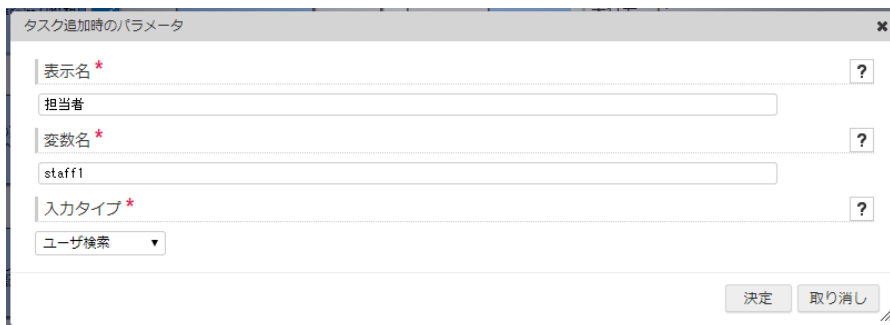 タスク追加時のパラメータ ✖
表示名* ?
担当者
変数名* ?
staff1
入力タイプ* ?
ユーザ検索 ▼
決定 取り消し